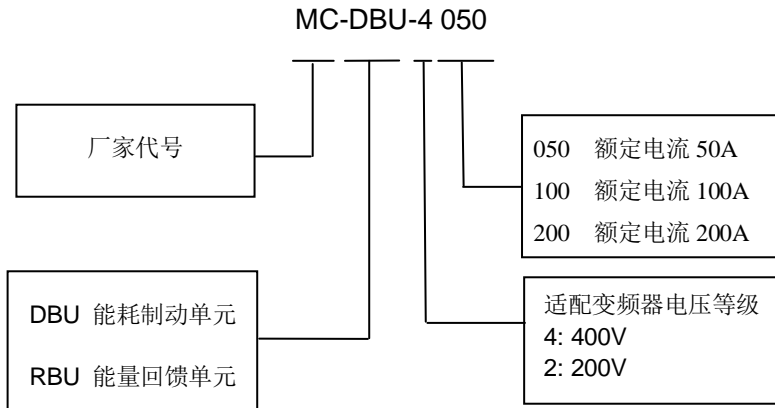 MC-DBU-4 050
厂家代号
050 额定电流 50A
100 额定电流 100A
200 额定电流 200A
DBU 能耗制动单元
RBU 能量回馈单元
适配变频器电压等级
4: 400V
2: 200V